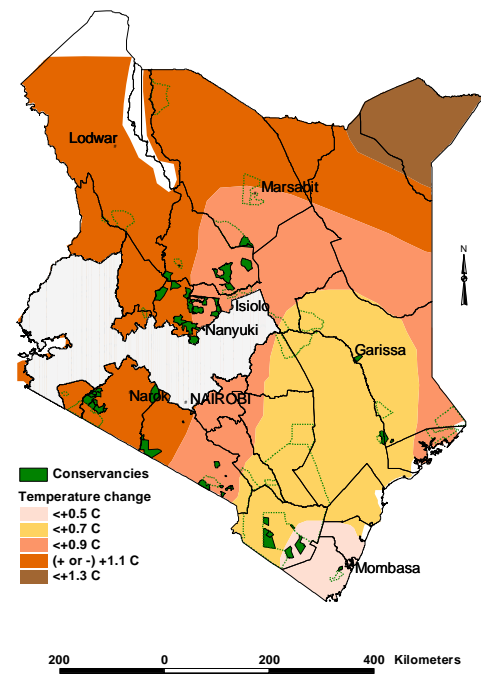 Lodwar
Marsabit
N
Isiolo
Nanyuki
Garissa
Narok
NAIROBI
Conservancies
Temperature change
<+0.5 C
<+0.7 C
<+0.9 C
(+ or -) +1.1 C
<+1.3 C
Mombasa
200 0 200 400 Kilometers